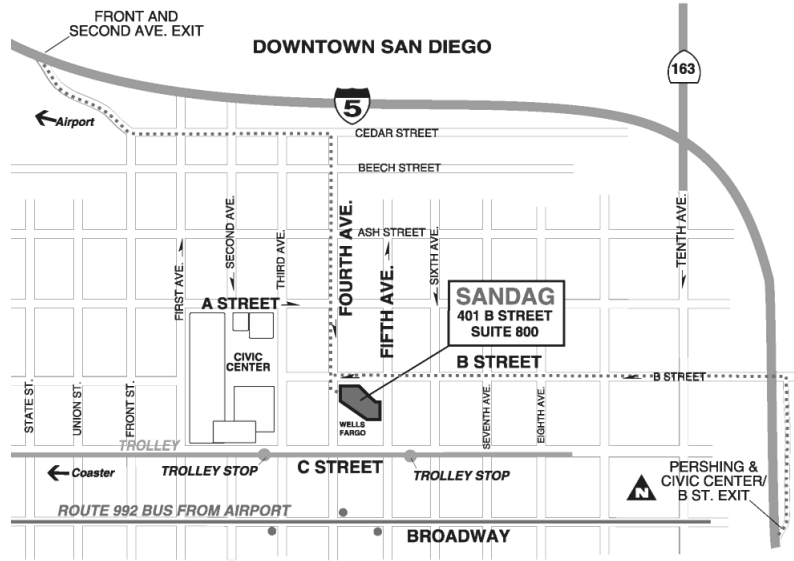 FRONT AND
SECOND AVE. EXIT
DOWNTOWN SAN DIEGO
163
5
Airport
CEDAR STREET
BEECH STREET
ASH STREET
FIRST AVE.
SECOND AVE.
THIRD AVE.
FOURTH AVE.
FIFTH AVE.
SIXTH AVE.
TENTH AVE.
A STREET
SANDAG
401 B STREET
SUITE 800
CIVIC
CENTER
B STREET
B STREET
STATE ST.
UNION ST.
FRONT ST.
WELLS
FARGO
SEVENTH AVE.
EIGHTH AVE.
TROLLEY
Coaster
TROLLEY STOP
C STREET
TROLLEY STOP
PERSHING &
CIVIC CENTER/
B ST. EXIT
N
ROUTE 992 BUS FROM AIRPORT
BROADWAY